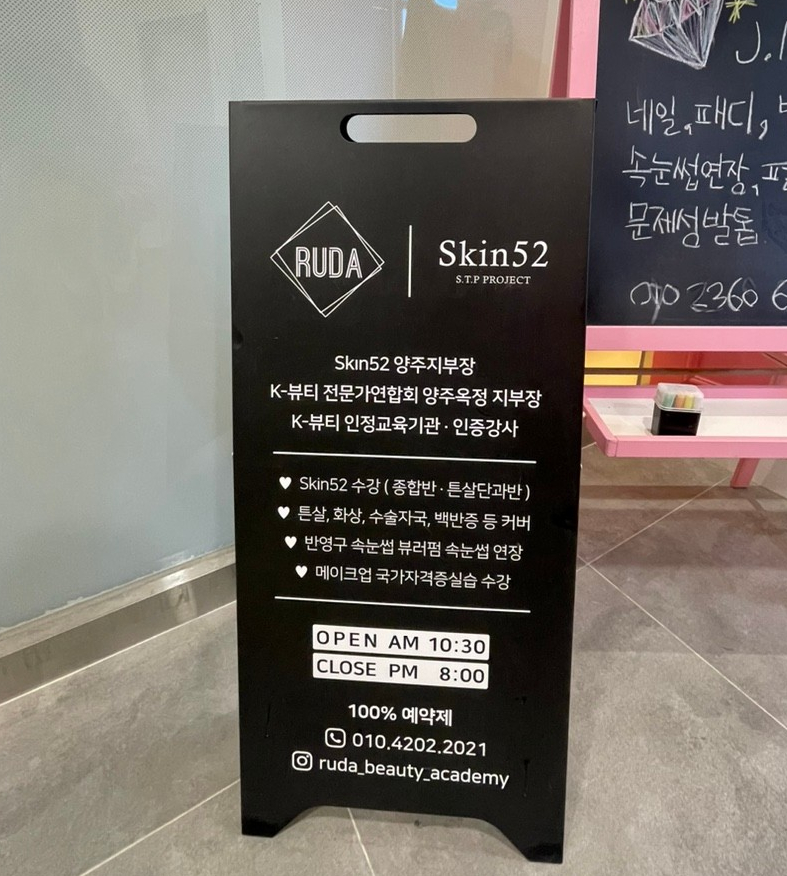 RUDA
Skin52
S.T.P PROJECT
Skin52 양주지부장
K-뷰티 전문가연합회 양주옥정 지부장
K-뷰티 인정교육기관 · 인증강사
♥ Skin52 수강 ( 종합반 · 튼살단과반 )
♥ 튼살, 화상, 수술자국, 백반증 등 커버
♥ 반영구 속눈썹 뷰러펌 속눈썹 연장
♥ 메이크업 국가자격증실습 수강
OPEN AM 10:30
CLOSE PM 8:00
100% 예약제
010.4202.2021
ruda_beauty_academy
네일, 패디,
속눈썹연장,
문제성발톱
010 2360